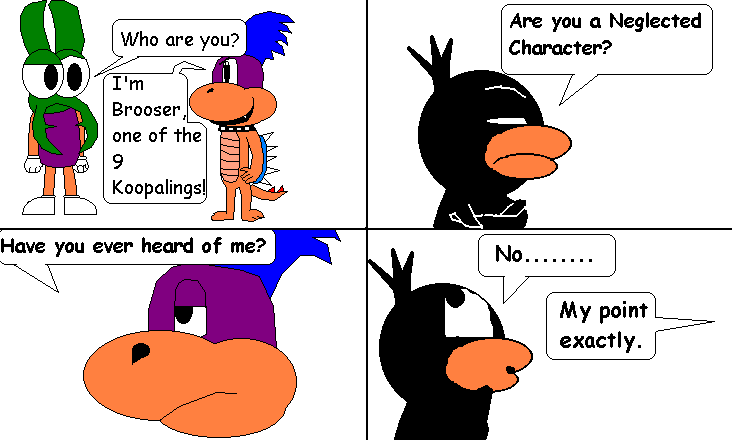 Who are you?
I'm
Brooser,
one of the
9
Koopalings!
Are you a Neglected
Character?
Have you ever heard of me?
No........
My point
exactly.